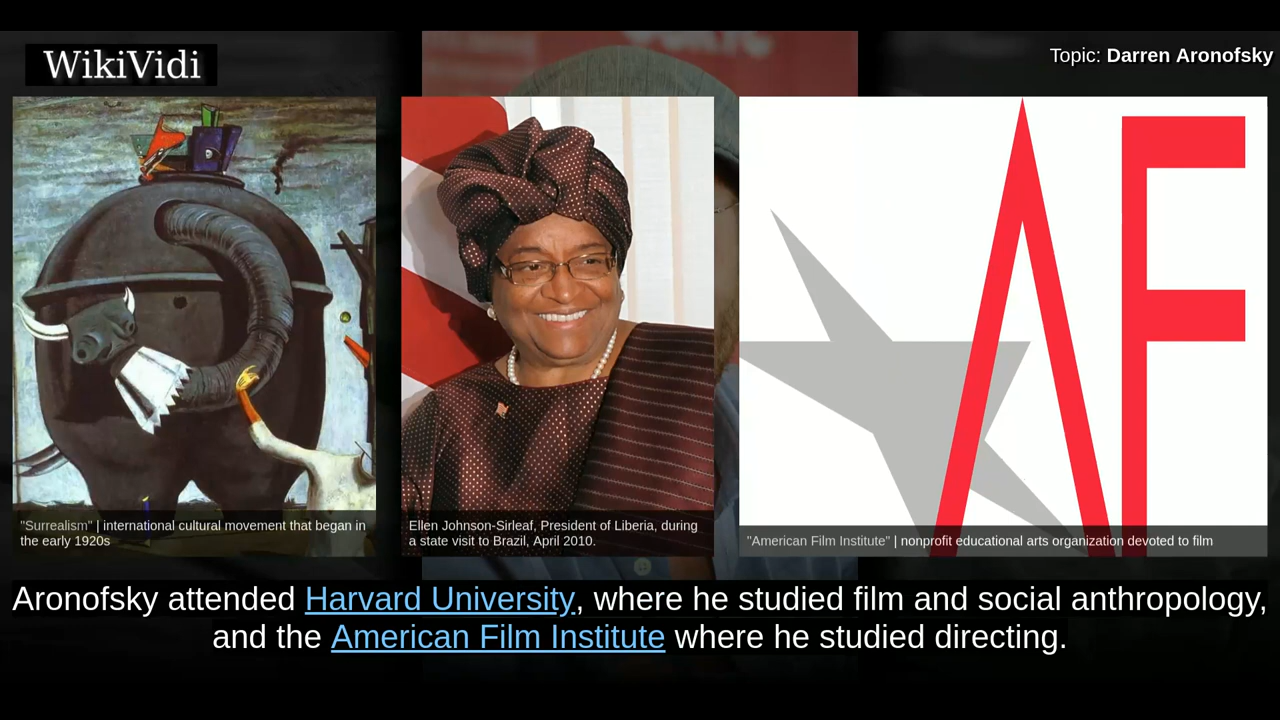 WikiVidi
Topic: Darren Aronofsky
"Surrealism" | international cultural movement that began in
the early 1920s
Ellen Johnson-Sirleaf, President of Liberia, during
a state visit to Brazil, April 2010.
AF
"American Film Institute" | nonprofit educational arts organization devoted to film
Aronofsky attended Harvard University, where he studied film and social anthropology,
and the American Film Institute where he studied directing.